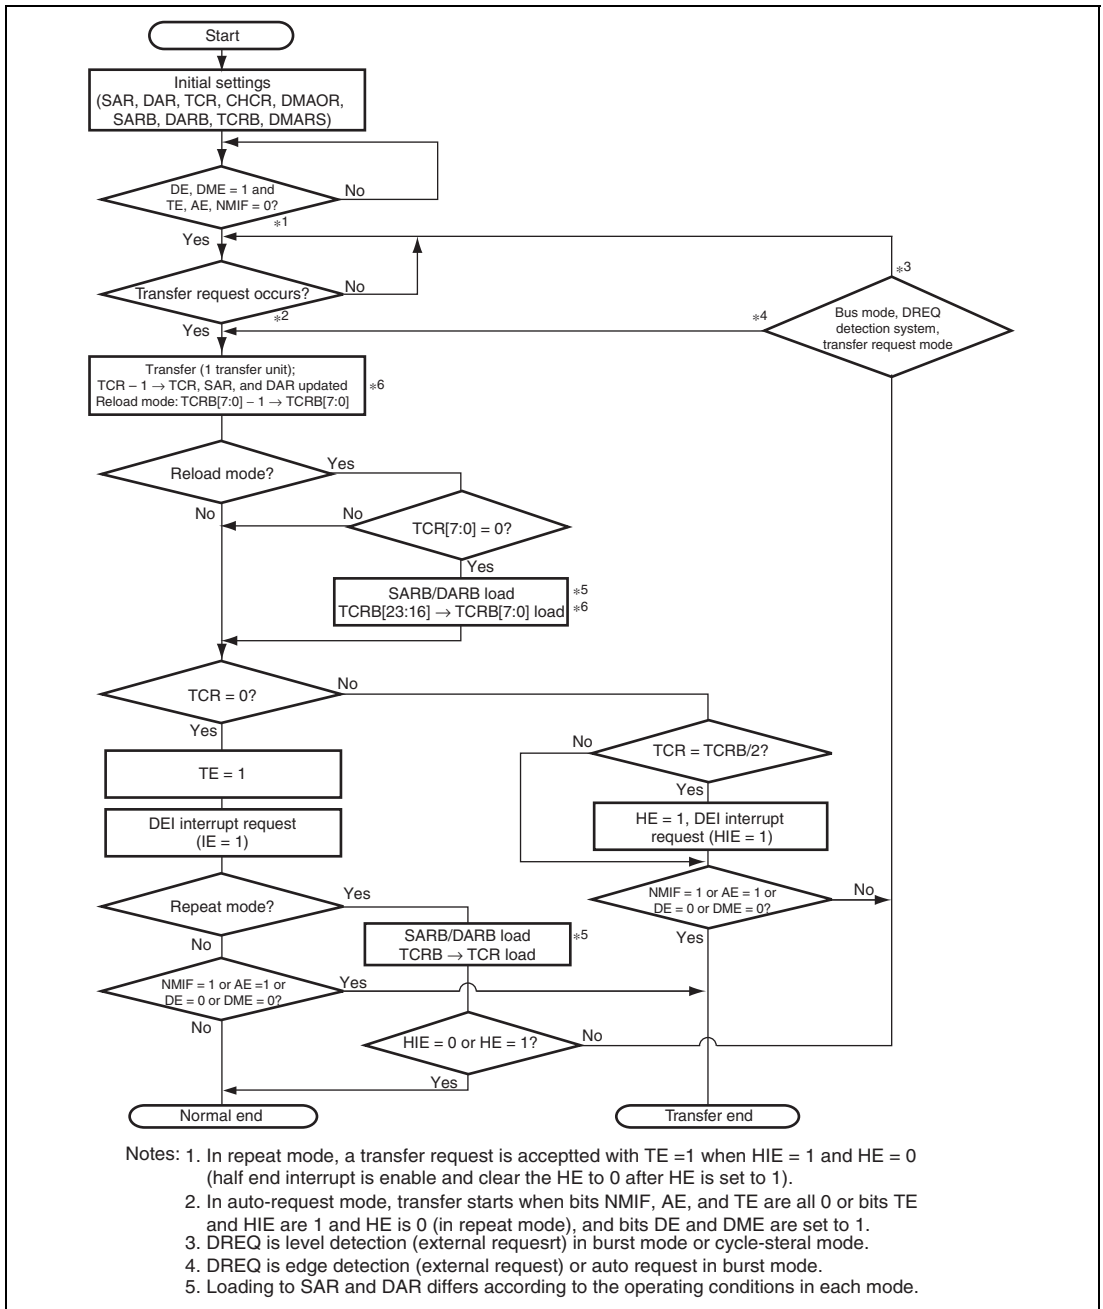 Start
Initial settings
(SAR, DAR, TCR, CHCR, DMAOR,
SARB, DARB, TCRB, DMARS)
DE, DME = 1 and
TE, AE, NMIF = 0?
No
*1
Yes
*3
Transfer request occurs?
No
*2
Yes
*4
Bus mode, DREQ
detection system,
transfer request mode
Transfer (1 transfer unit);
TCR – 1 → TCR, SAR, and DAR updated
Reload mode: TCRB[7:0] – 1 → TCRB[7:0]
*6
Reload mode?
Yes
No
No
TCR[7:0] = 0?
Yes
SARB/DARB load
*5
TCRB[23:16] → TCRB[7:0] load
*6
TCR = 0?
No
Yes
No
TCR = TCRB/2?
Yes
TE = 1
HE = 1, DEI interrupt
request (HIE = 1)
DEI interrupt request
(IE = 1)
NMIF = 1 or AE = 1 or
DE = 0 or DME = 0?
No
Yes
Repeat mode?
Yes
No
SARB/DARB load
TCRB → TCR load
*5
NMIF = 1 or AE =1 or
DE = 0 or DME = 0?
Yes
No
HIE = 0 or HE = 1?
No
Yes
Normal end
Transfer end
Notes: 1. In repeat mode, a transfer request is acceptted with TE =1 when HIE = 1 and HE = 0
(half end interrupt is enable and clear the HE to 0 after HE is set to 1).
2. In auto-request mode, transfer starts when bits NMIF, AE, and TE are all 0 or bits TE
and HIE are 1 and HE is 0 (in repeat mode), and bits DE and DME are set to 1.
3. DREQ is level detection (external requesrt) in burst mode or cycle-steral mode.
4. DREQ is edge detection (external request) or auto request in burst mode.
5. Loading to SAR and DAR differs according to the operating conditions in each mode.